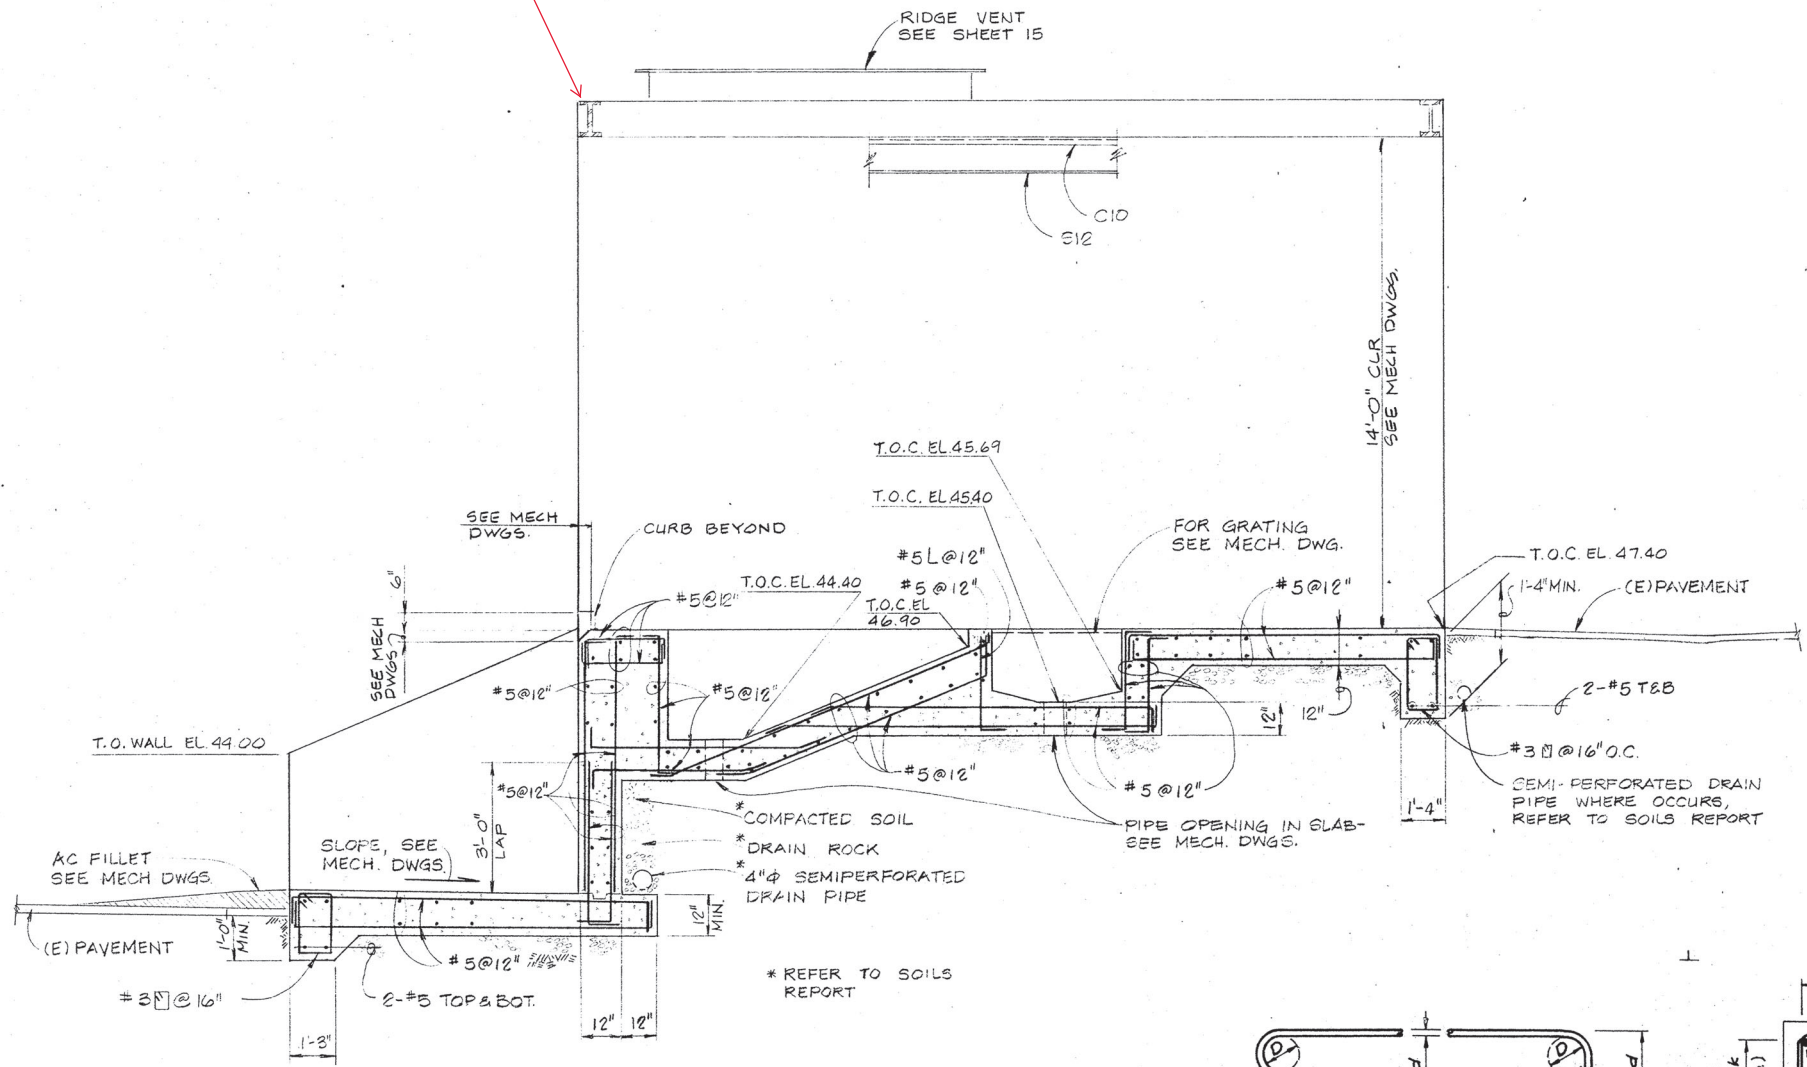 RIDGE VENT
SEE SHEET 15
C10
S12
14'-0" CLR
SEE MECH DWGS.
T.O.C. EL.45.69
T.O.C. EL.45.40
SEE MECH
DWGS.
CURB BEYOND
FOR GRATING
SEE MECH. DWG.
#5L@12"
#5@12"
T.O.C. EL.44.40
T.O.C. EL
46.90
#5@12"
#5@12"
T.O.C. EL. 47.40
1'-4" MIN.
(E) PAVEMENT
6"
SEE MECH
DWGS
#5@12"
#5@12"
2-#5 T&B
12"
12"
T.O. WALL EL.44.00
#5@12"
#3 @16" O.C.
#5@12"
#5@12"
SEMI-PERFORATED DRAIN
PIPE WHERE OCCURS,
REFER TO SOILS REPORT
1'-4"
3'-0"
LAP
* COMPACTED SOIL
PIPE OPENING IN SLAB-
SEE MECH. DWGS.
SLOPE, SEE
MECH. DWGS.
* DRAIN ROCK
AC FILLET
SEE MECH DWGS.
* 4"Φ SEMIPERFORATED
DRAIN PIPE
12"
MIN.
1'-0"
MIN.
(E) PAVEMENT
#5@12"
* REFER TO SOILS
REPORT
#3 @16"
2-#5 TOP & BOT.
12" 12"
1'-3"
D
D
d
d
k